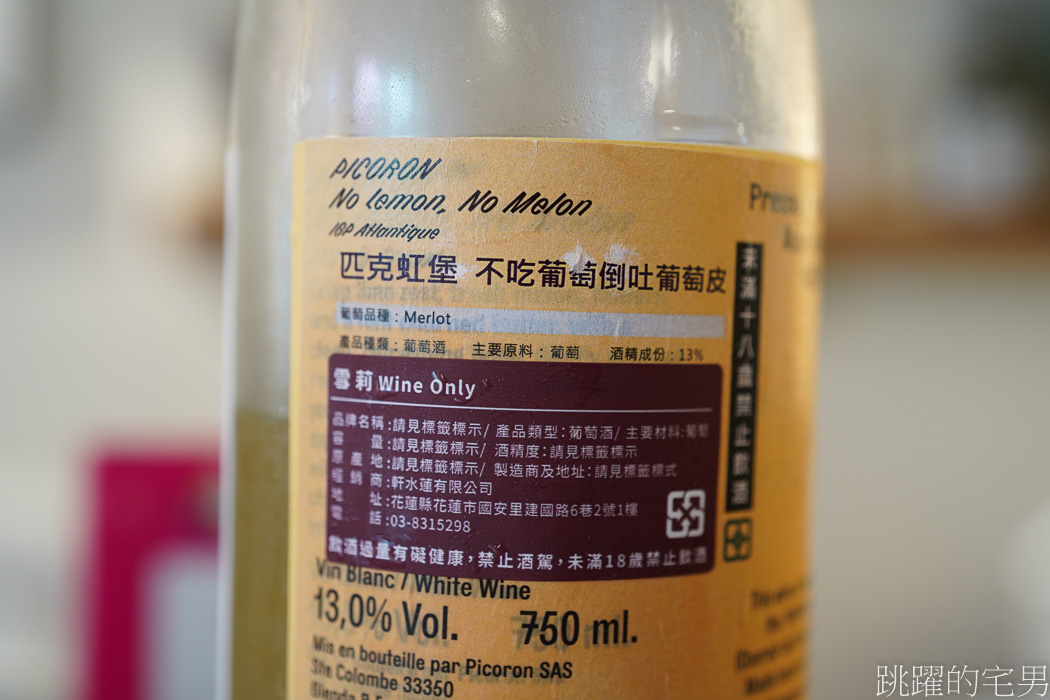 PICORON
No Lemon, No Melon
IGP Atlantique
匹克虹堡 不吃葡萄倒吐葡萄皮
葡萄品種：Merlot
產品種類：葡萄酒 主要原料：葡萄 酒精成份：13%
雪莉 Wine Only
品牌名稱:請見標籤標示/ 產品類型:葡萄酒/ 主要材料:葡萄
容量:請見標籤標示/ 酒精度:請見標籤標示
原產地:請見標籤標示/ 製造商及地址:請見標籤標式
經銷商:軒水蓮有限公司
地址:花蓮縣花蓮市國安里建國路6巷2號1樓
電話:03-8315298
飲酒過量有礙健康，禁止酒駕，未滿18歲禁止飲酒
Vin Blanc / White Wine
13,0% Vol. 750 ml.
Mis en bouteille par Picoron SAS
Ste Colombe 33350
未滿十八歲禁止飲酒
跳躍的宅男